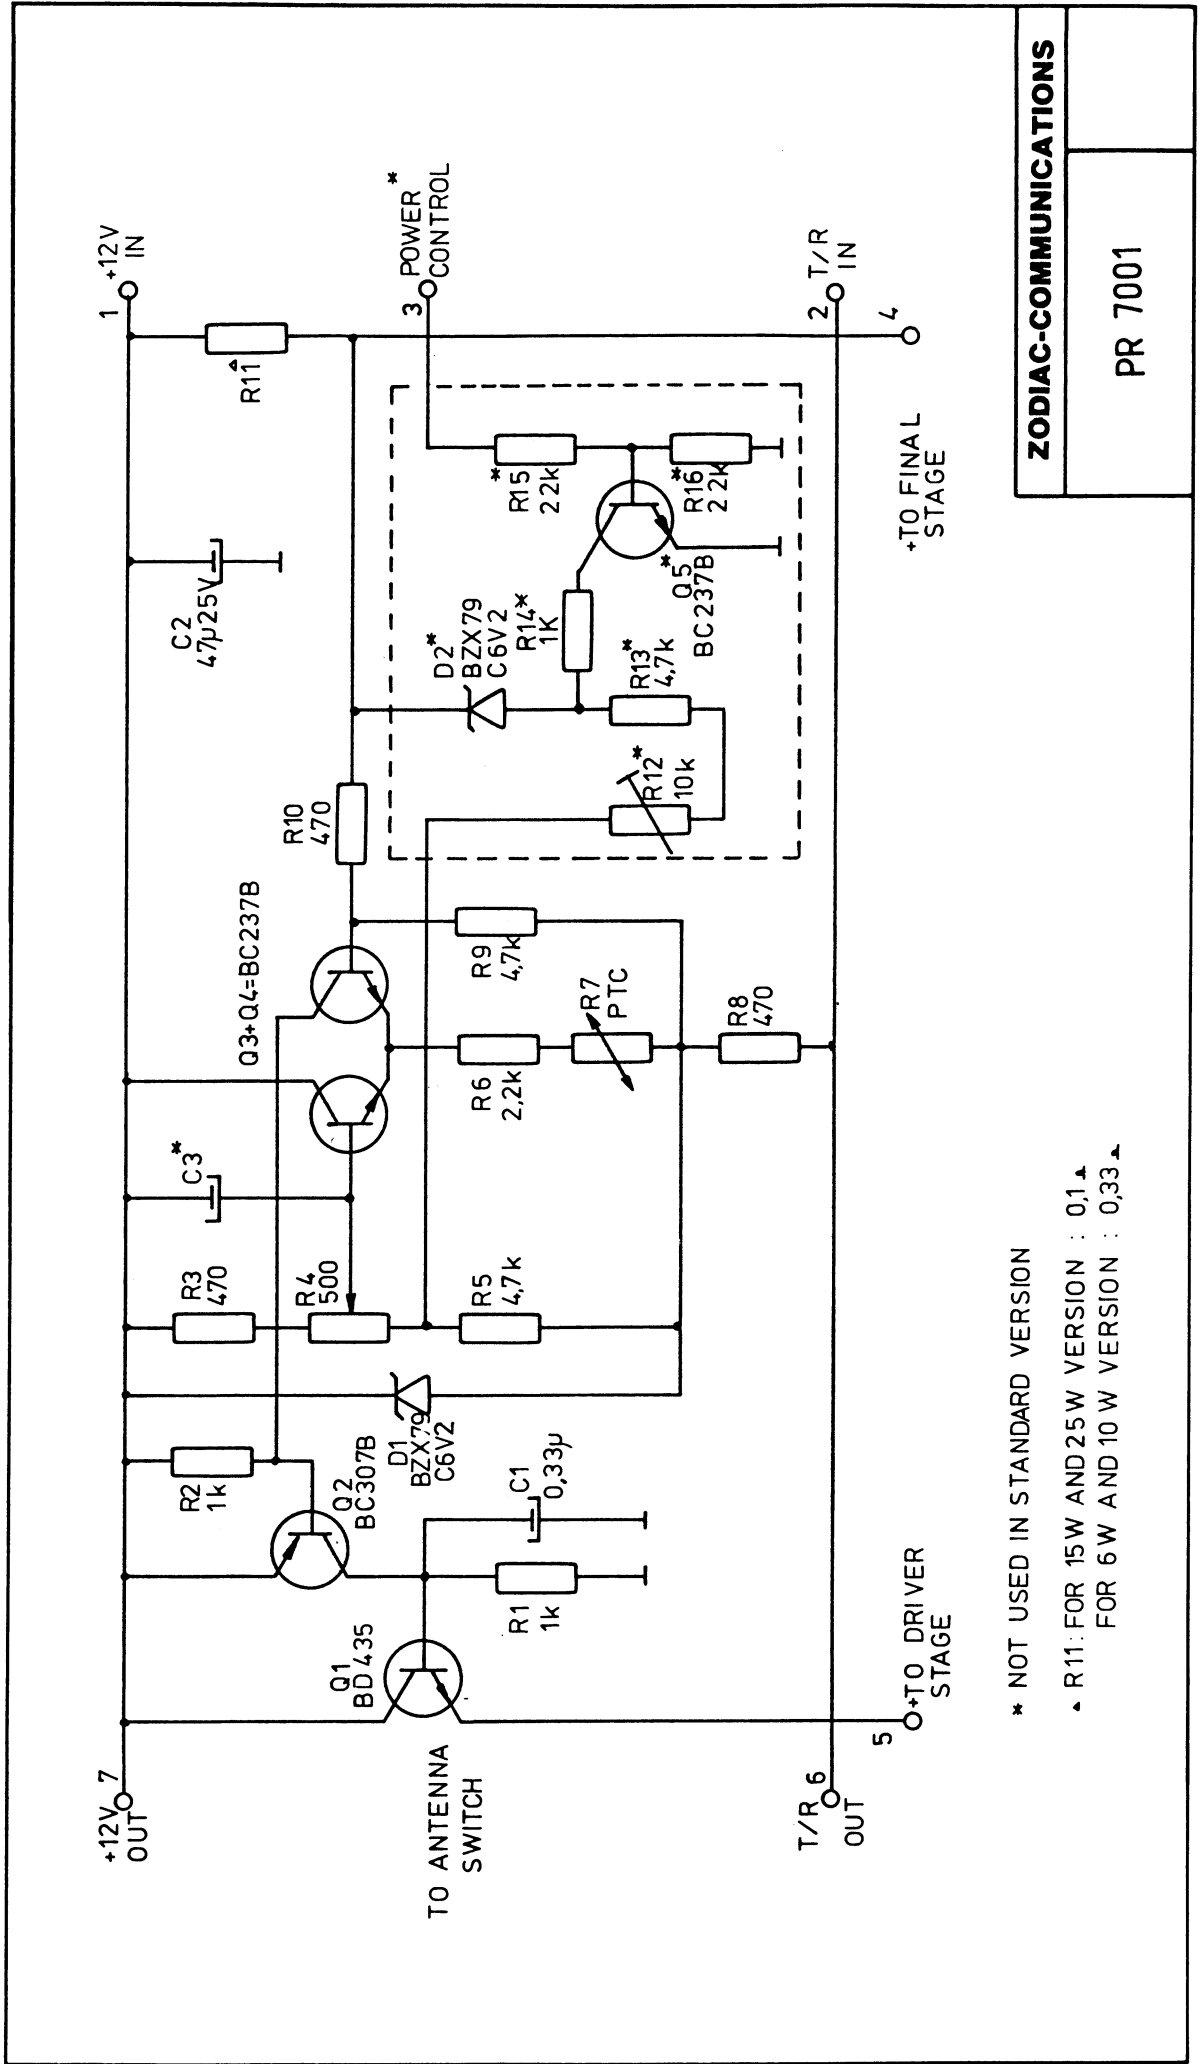 +12V
OUT
7
TO ANTENNA
SWITCH
T/R
OUT
6
Q1
BD435
R1
1k
5
+TO DRIVER
STAGE
Q2
BC307B
R2
1k
C1
0,33µ
D1
BZX79
C6V2
R3
470
R4
500
R5
4,7k
C3*
Q3+Q4=BC237B
R6
2,2k
R7
PTC
R8
470
R9
4,7k
R10
470
C2
47µ25V
D2*
BZX79
C6V2
R12*
10k
R13*
4,7k
R14*
1K
Q5*
BC237B
R15*
22k
R16*
22k
R11▵
1
+12V
IN
3
POWER*
CONTROL
2
T/R
IN
4
+TO FINAL
STAGE
* NOT USED IN STANDARD VERSION
▴ R11: FOR 15W AND 25W VERSION : 0,1▴
FOR 6W AND 10W VERSION : 0,33▴
ZODIAC-COMMUNICATIONS
PR 7001